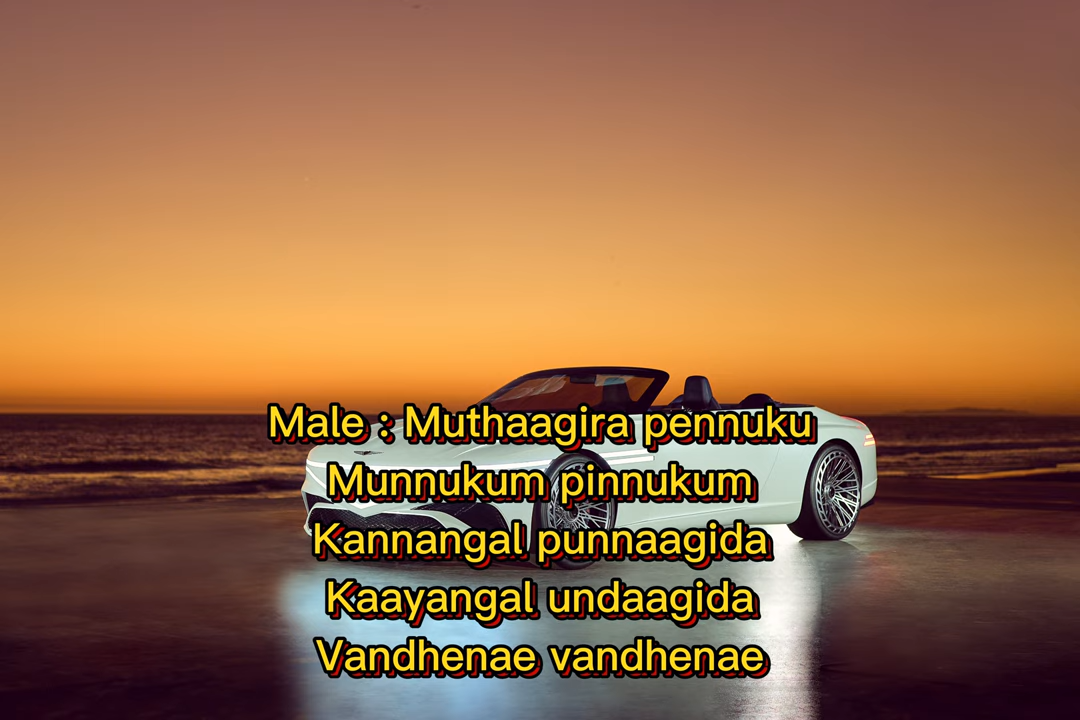 Male : Muthaagira pennuku
Munnukum pinnukum
Kannangal punnaagida
Kaayangal undaagida
Vandhenae vandhenae